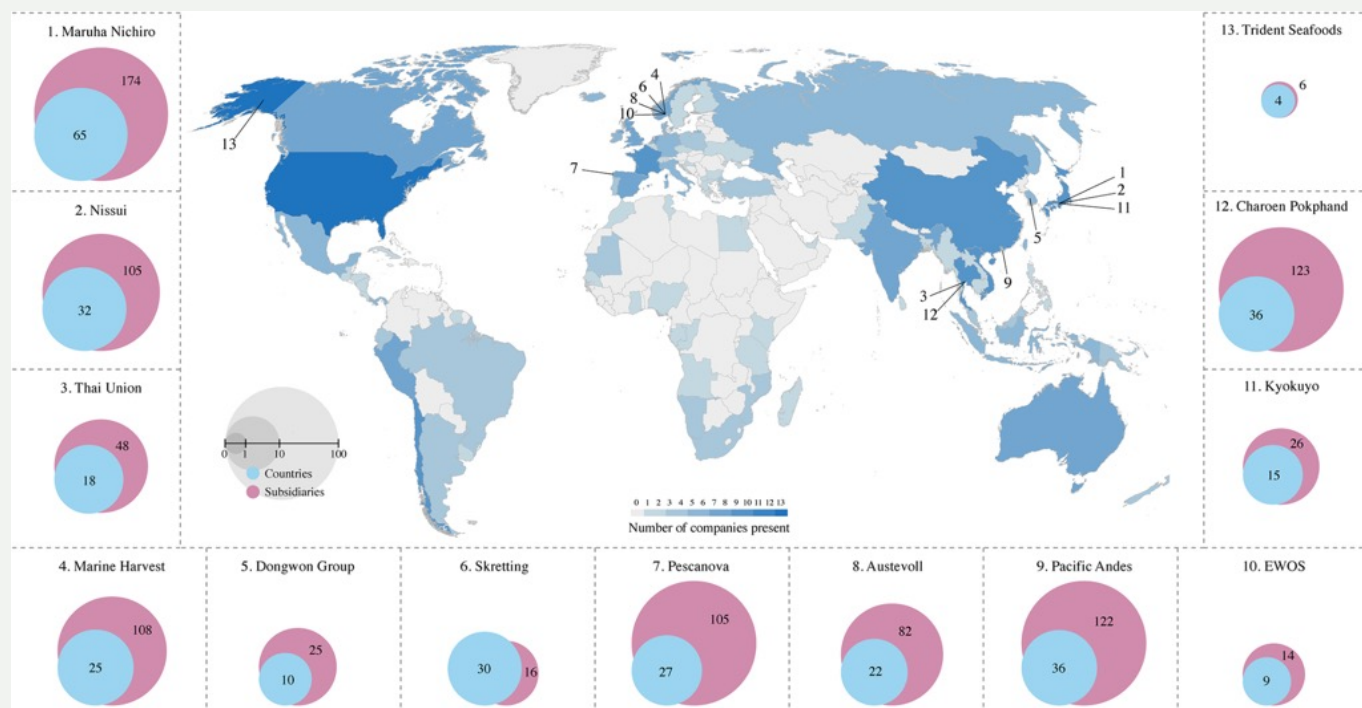 1. Maruha Nichiro
174
65
2. Nissui
105
32
3. Thai Union
48
18
4. Marine Harvest
108
25
5. Dongwon Group
25
10
6. Skretting
30
16
7. Pescanova
105
27
8. Austevoll
82
22
9. Pacific Andes
122
36
10. EWOS
14
9
11. Kyokuyo
26
15
12. Charoen Pokphand
123
36
13. Trident Seafoods
6
4
13
4
6
8
10
7
1
2
11
5
9
3
12
0 1 10 100
Countries
Subsidiaries
0 1 2 3 4 5 6 7 8 9 10 11 12 13
Number of companies present